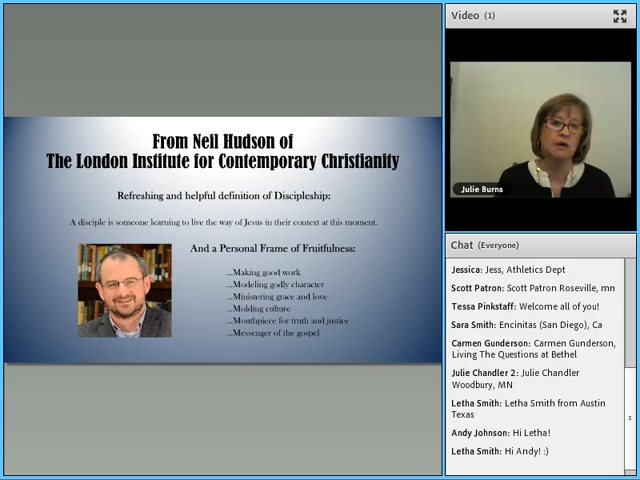 From Neil Hudson of
The London Institute for Contemporary Christianity
Refreshing and helpful definition of Discipleship:
A disciple is someone learning to live the way of Jesus in their context at this moment.
And a Personal Frame of Fruitfulness:
...Making good work
...Modeling godly character
...Ministering grace and love
...Molding culture
...Mouthpiece for truth and justice
...Messenger of the gospel
Video (1)
Julie Burns
Chat (Everyone)
Jessica: Jess, Athletics Dept
Scott Patron: Scott Patron Roseville, mn
Tessa Pinkstaff: Welcome all of you!
Sara Smith: Encinitas (San Diego), Ca
Carmen Gunderson: Carmen Gunderson,
Living The Questions at Bethel
Julie Chandler 2: Julie Chandler
Woodbury, MN
Letha Smith: Letha Smith from Austin
Texas
Andy Johnson: Hi Letha!
Letha Smith: Hi Andy! :)